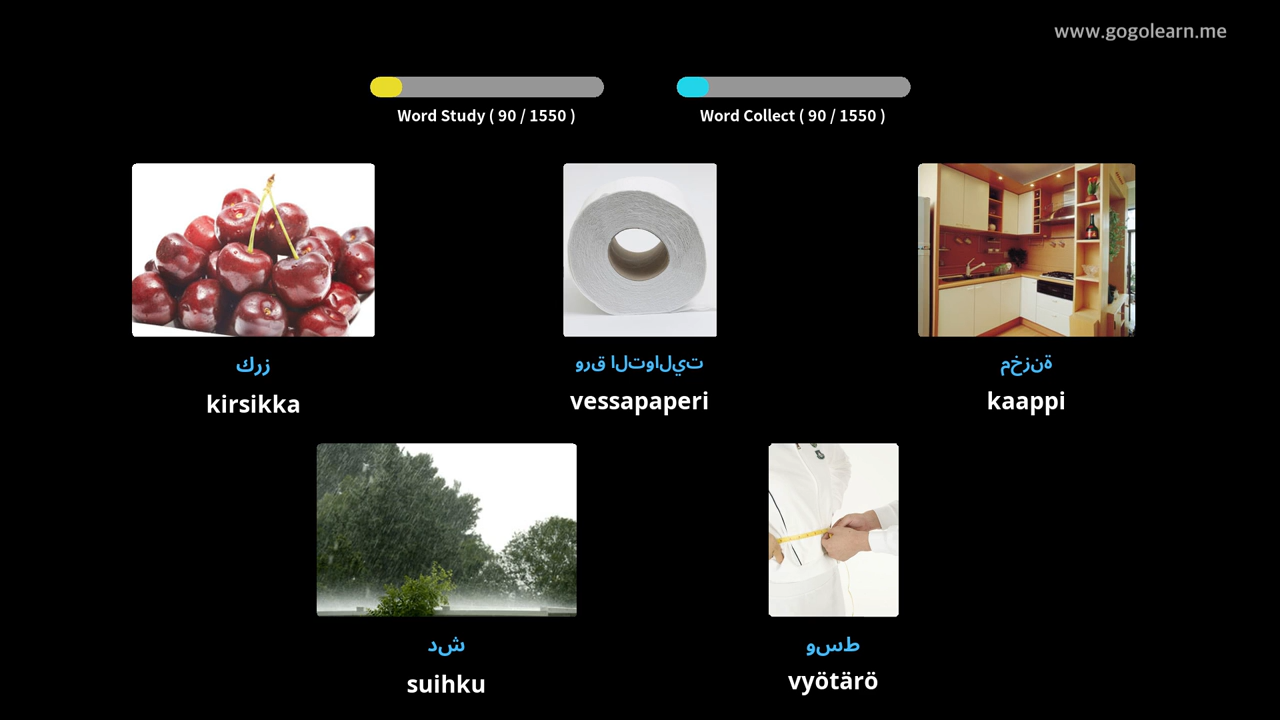 www.gogolearn.me
Word Study ( 90 / 1550 )
Word Collect ( 90 / 1550 )
كرز
kirsikka
ورق التواليت
vessapaperi
مخزنة
kaappi
دش
suihku
وسط
vyötärö